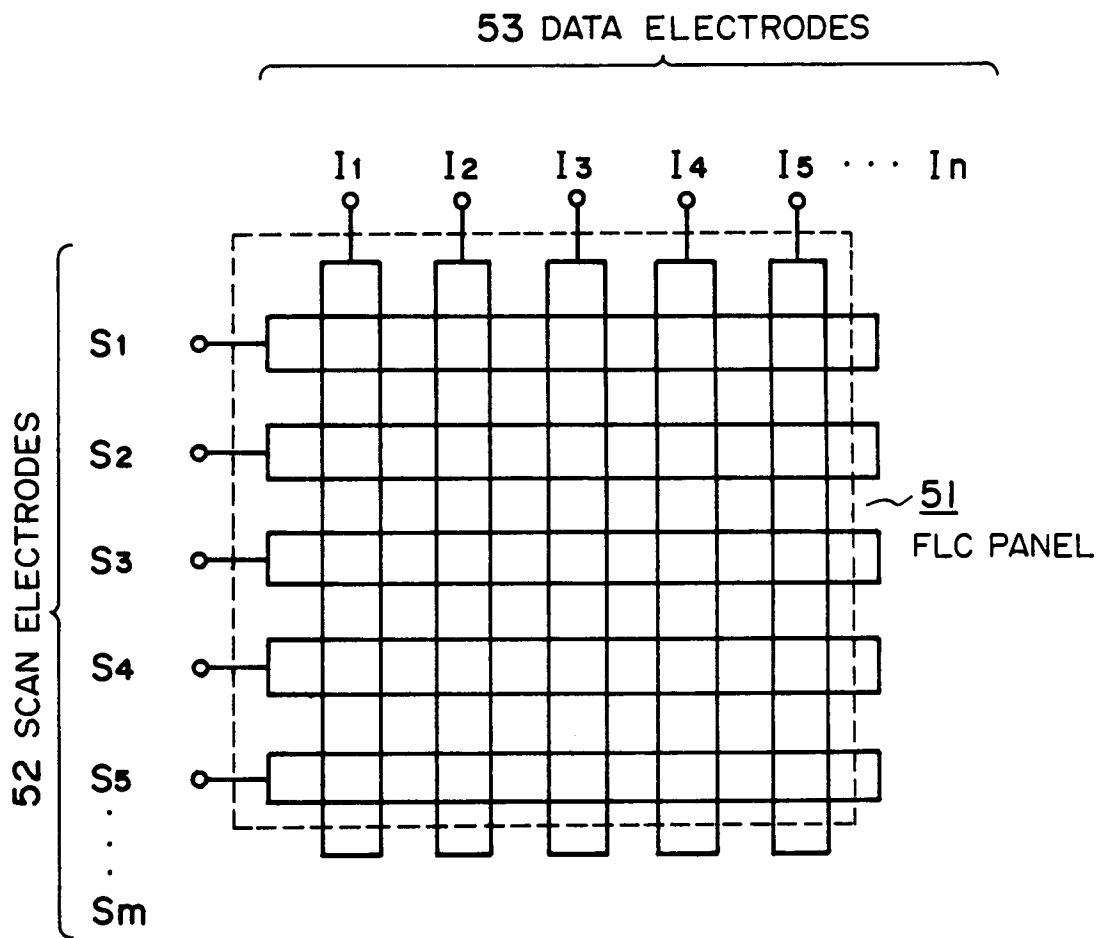 53 DATA ELECTRODES
I1 I2 I3 I4 I5 · · · In
S1
S2
S3
S4
S5
·
·
·
Sm
52 SCAN ELECTRODES
51
FLC PANEL